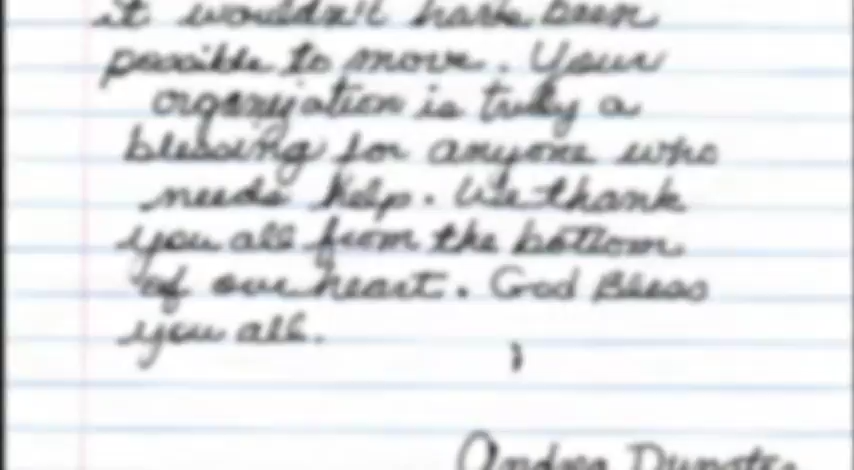 it wouldn't have been
possible to move. Your
organization is truly a
blessing for anyone who
needs help. We thank
you all from the bottom
of our heart. God Bless
you all.
Andrea